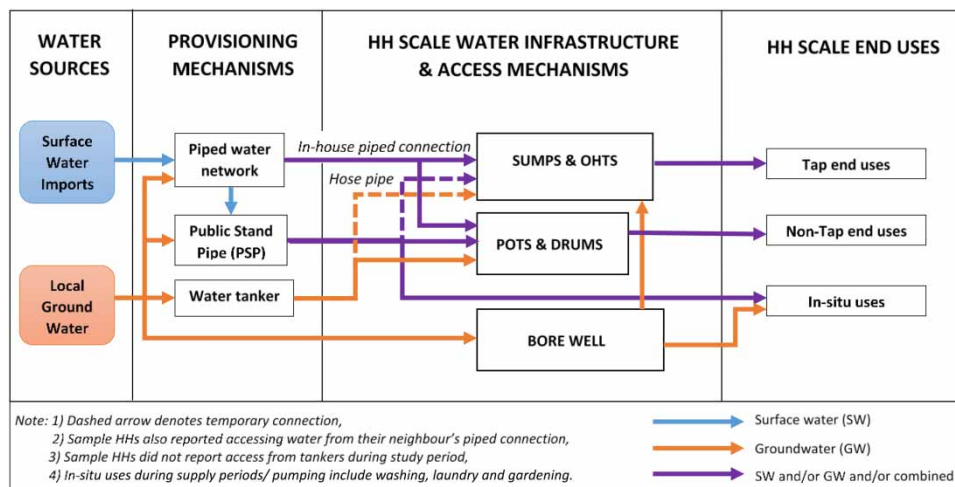 WATER
SOURCES
PROVISIONING
MECHANISMS
HH SCALE WATER INFRASTRUCTURE
& ACCESS MECHANISMS
HH SCALE END USES
Surface
Water
Imports
Local
Ground
Water
Piped water
network
Public Stand
Pipe (PSP)
Water tanker
In-house piped connection
Hose pipe
SUMPS & OHTS
POTS & DRUMS
BORE WELL
Tap end uses
Non-Tap end uses
In-situ uses
Note: 1) Dashed arrow denotes temporary connection,
2) Sample HHs also reported accessing water from their neighbour's piped connection,
3) Sample HHs did not report access from tankers during study period,
4) In-situ uses during supply periods/ pumping include washing, laundry and gardening.
Surface water (SW)
Groundwater (GW)
SW and/or GW and/or combined